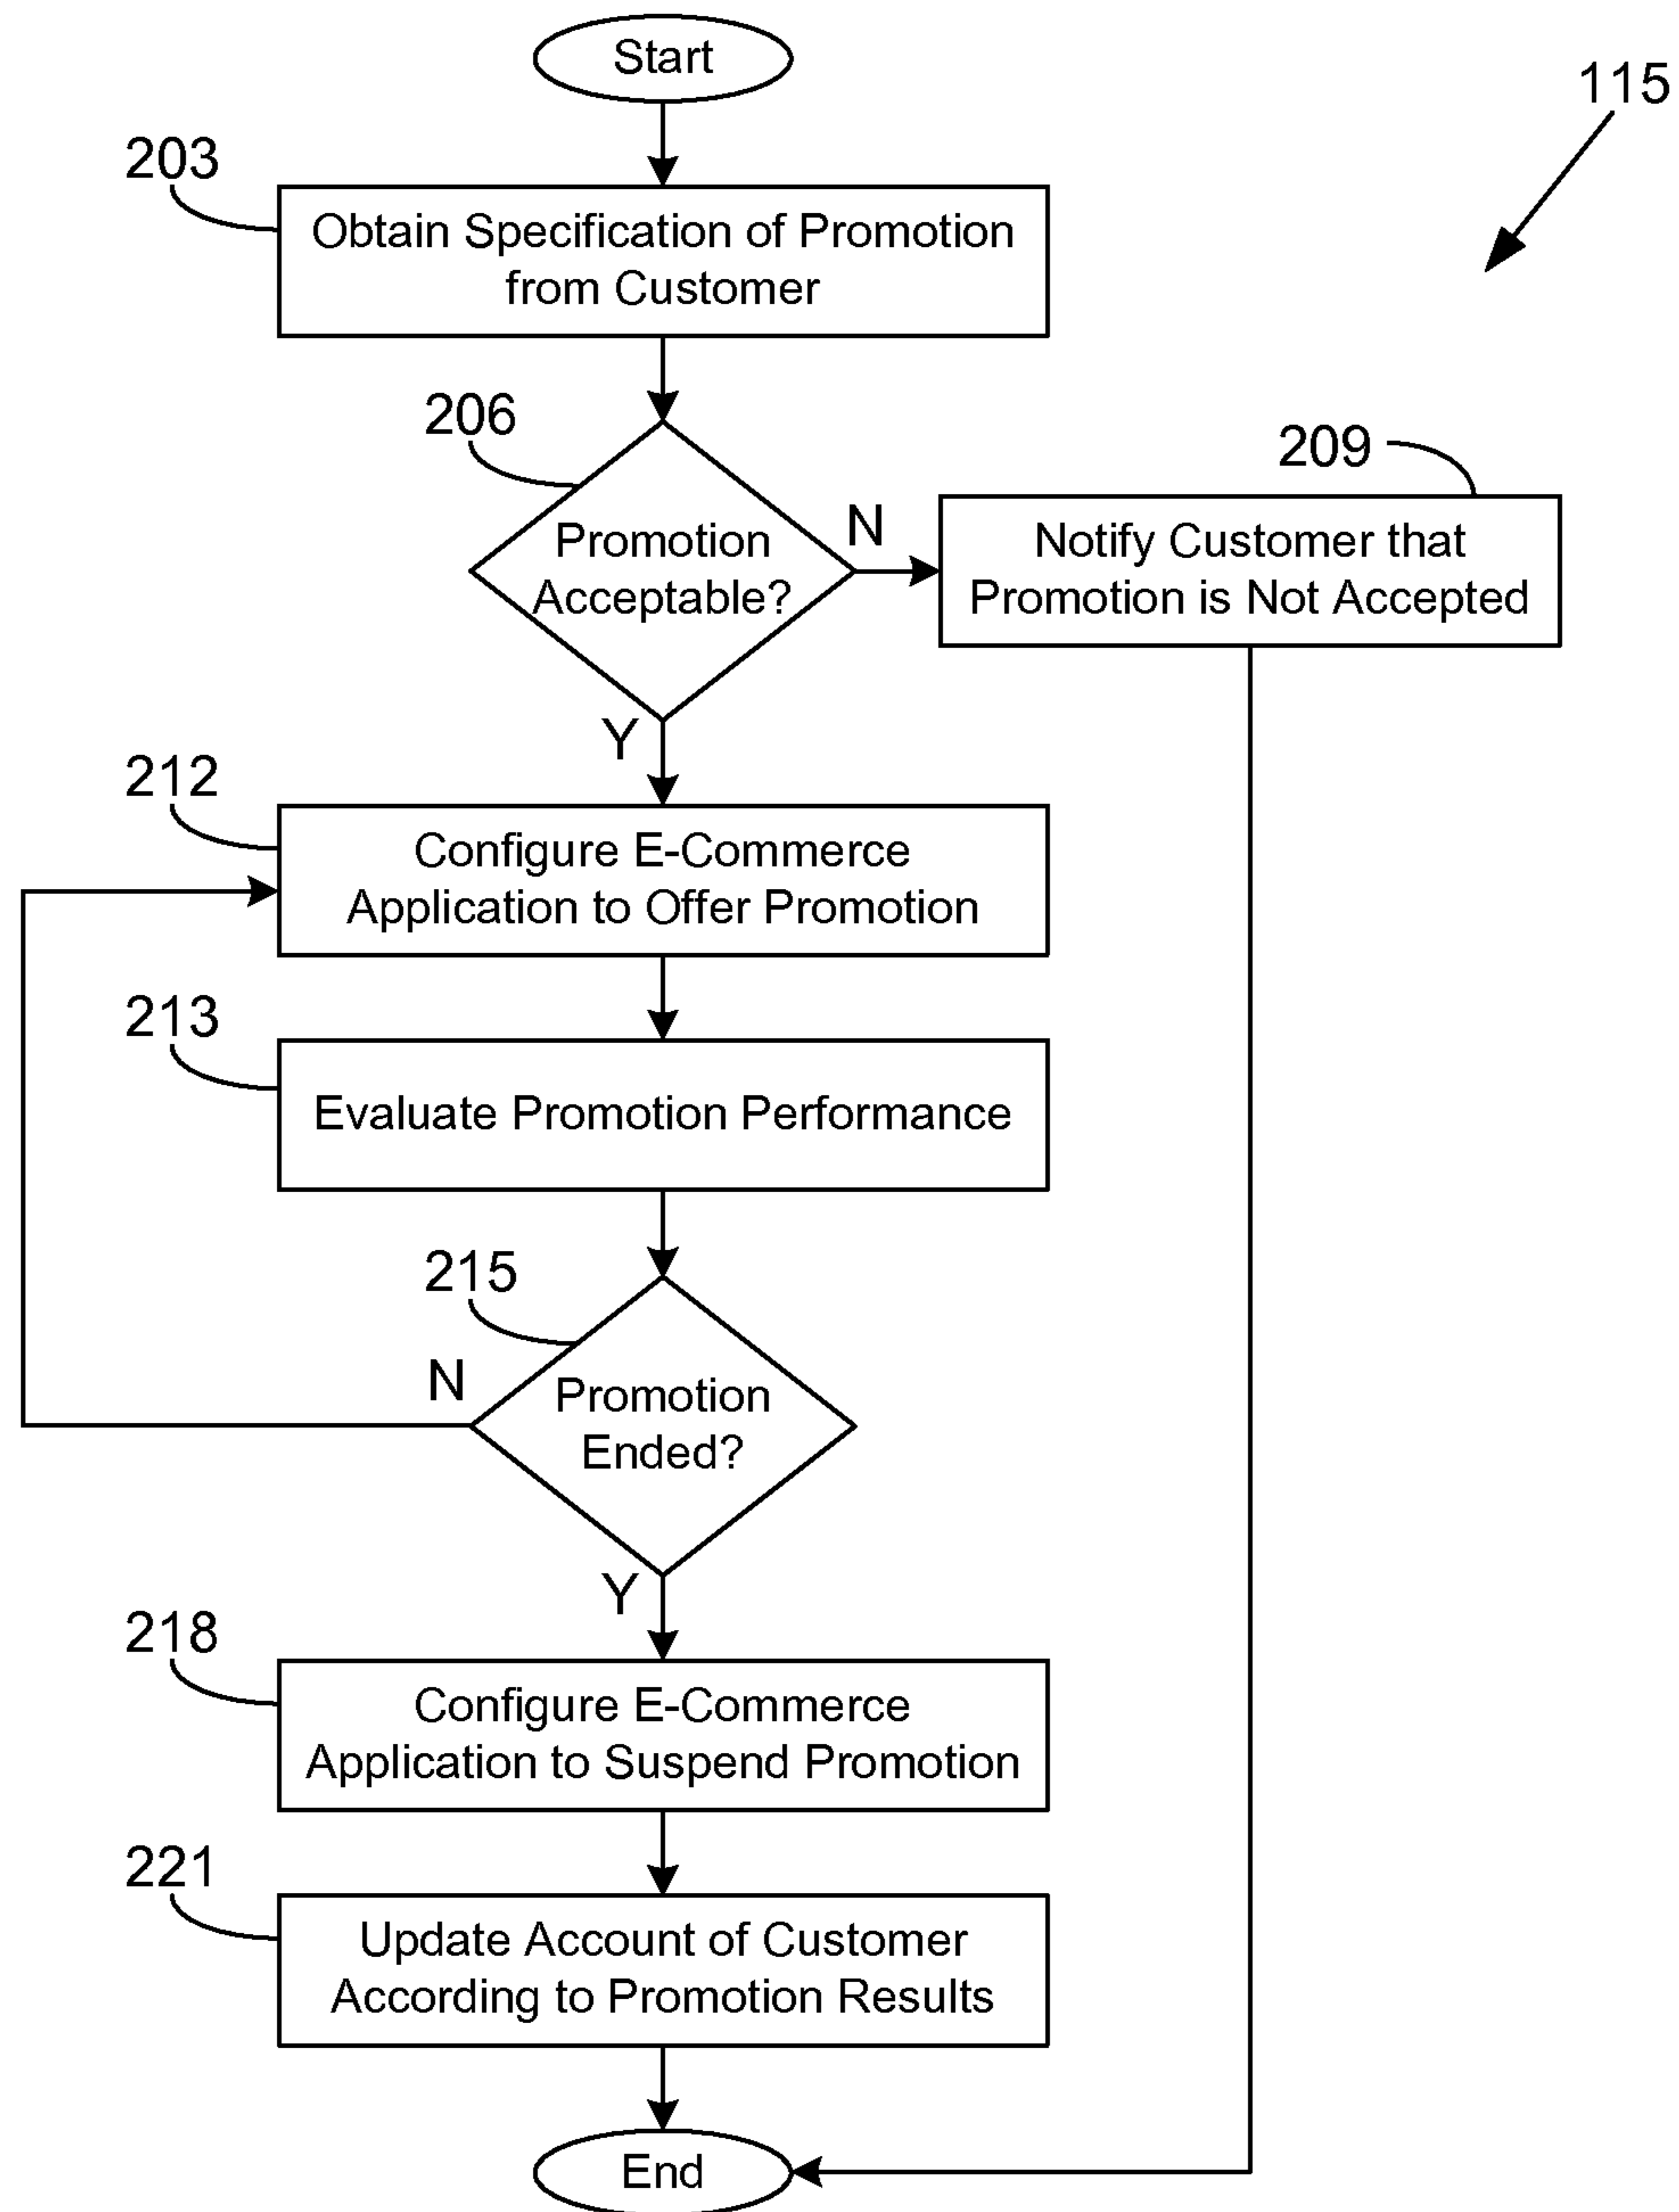 Start
115
203
Obtain Specification of Promotion
from Customer
206
209
Promotion
Acceptable?
N
Notify Customer that
Promotion is Not Accepted
Y
212
Configure E-Commerce
Application to Offer Promotion
213
Evaluate Promotion Performance
215
N
Promotion
Ended?
Y
218
Configure E-Commerce
Application to Suspend Promotion
221
Update Account of Customer
According to Promotion Results
End